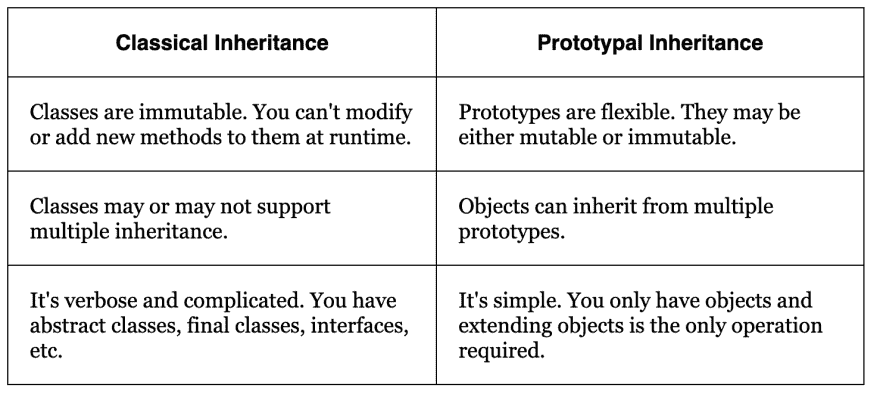 Classical Inheritance
Prototypal Inheritance
Classes are immutable. You can't modify
or add new methods to them at runtime.
Prototypes are flexible. They may be
either mutable or immutable.
Classes may or may not support
multiple inheritance.
Objects can inherit from multiple
prototypes.
It's verbose and complicated. You have
abstract classes, final classes, interfaces,
etc.
It's simple. You only have objects and
extending objects is the only operation
required.